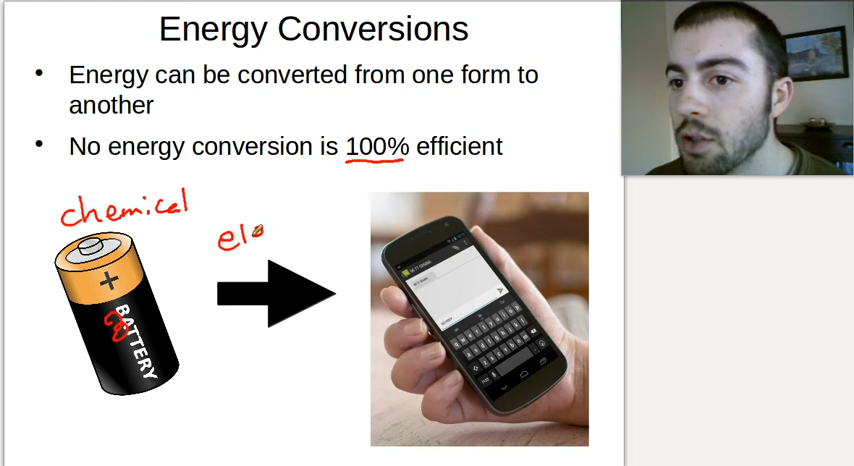 Energy Conversions
• Energy can be converted from one form to
another
• No energy conversion is 100% efficient
chemical
ele
+
BATTERY